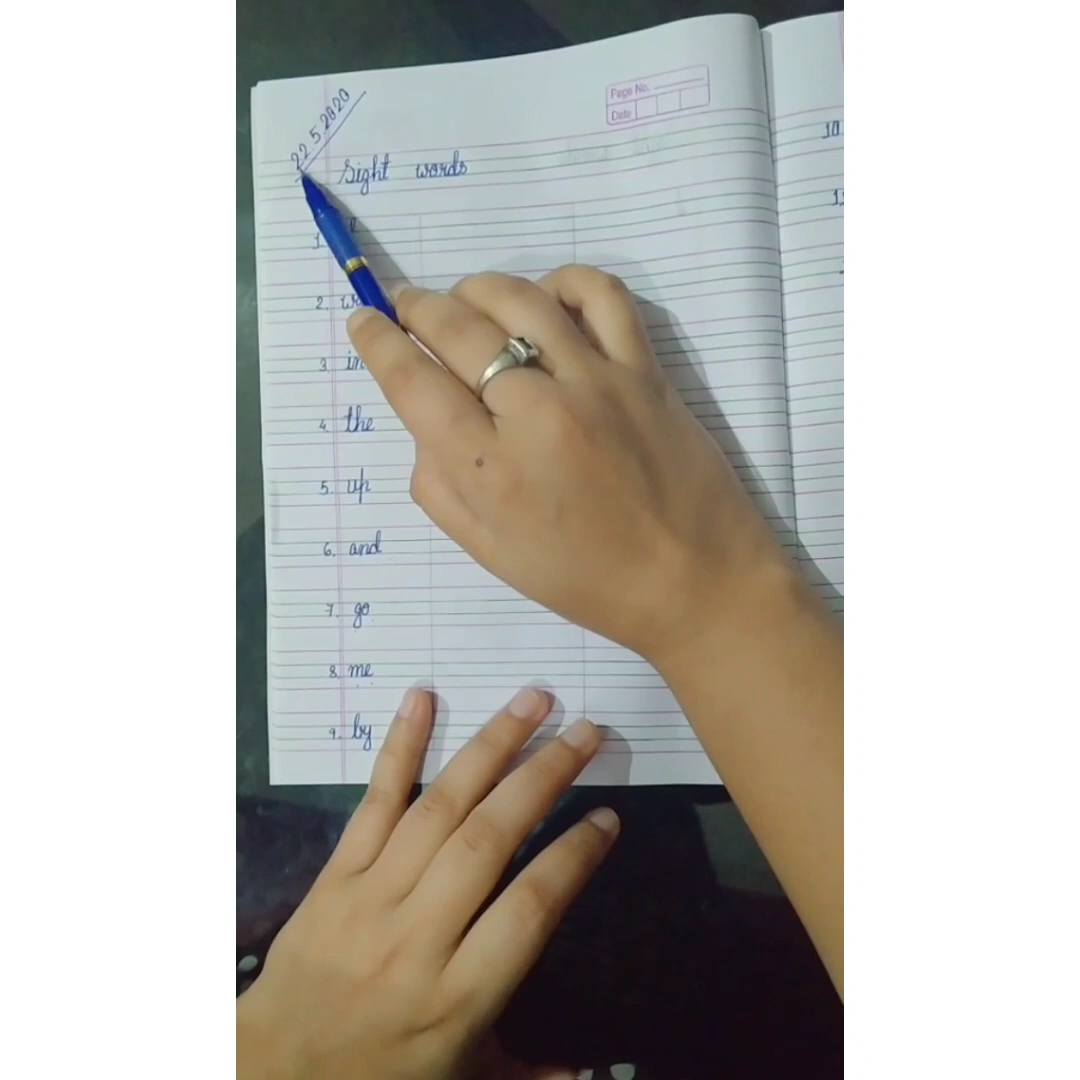 22.5.2020
Page No.
Date
Sight words
1
2.
3. in
4. the
5. up
6. and
7. go
8. me
9. by
10